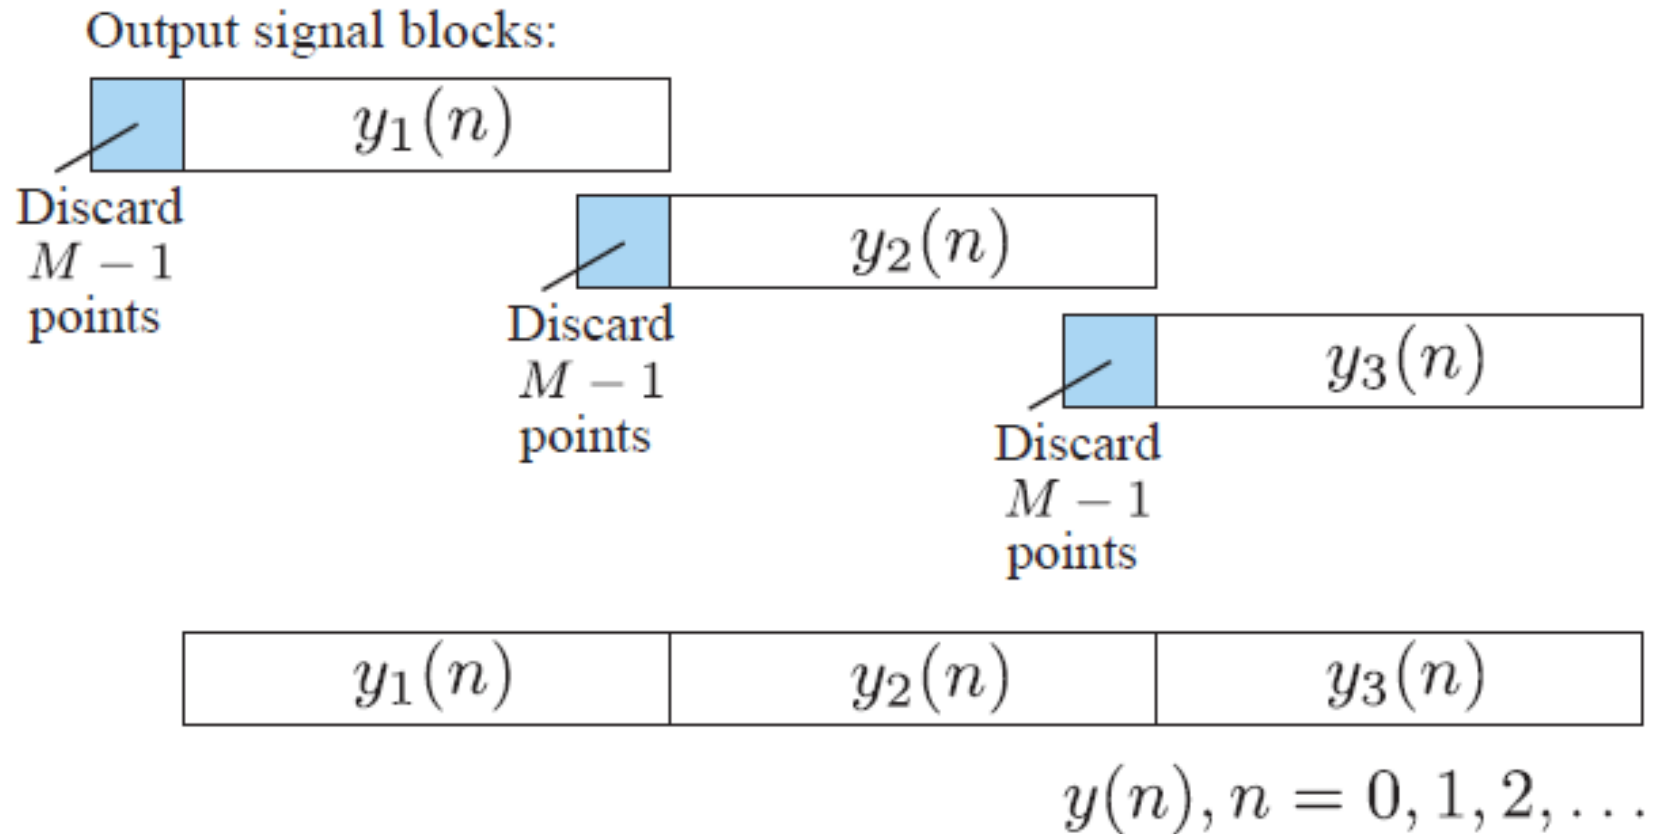 Output signal blocks:
y₁(n)
Discard
M − 1
points
y₂(n)
Discard
M − 1
points
y₃(n)
Discard
M − 1
points
y₁(n) y₂(n) y₃(n)
y(n), n = 0, 1, 2, . . .